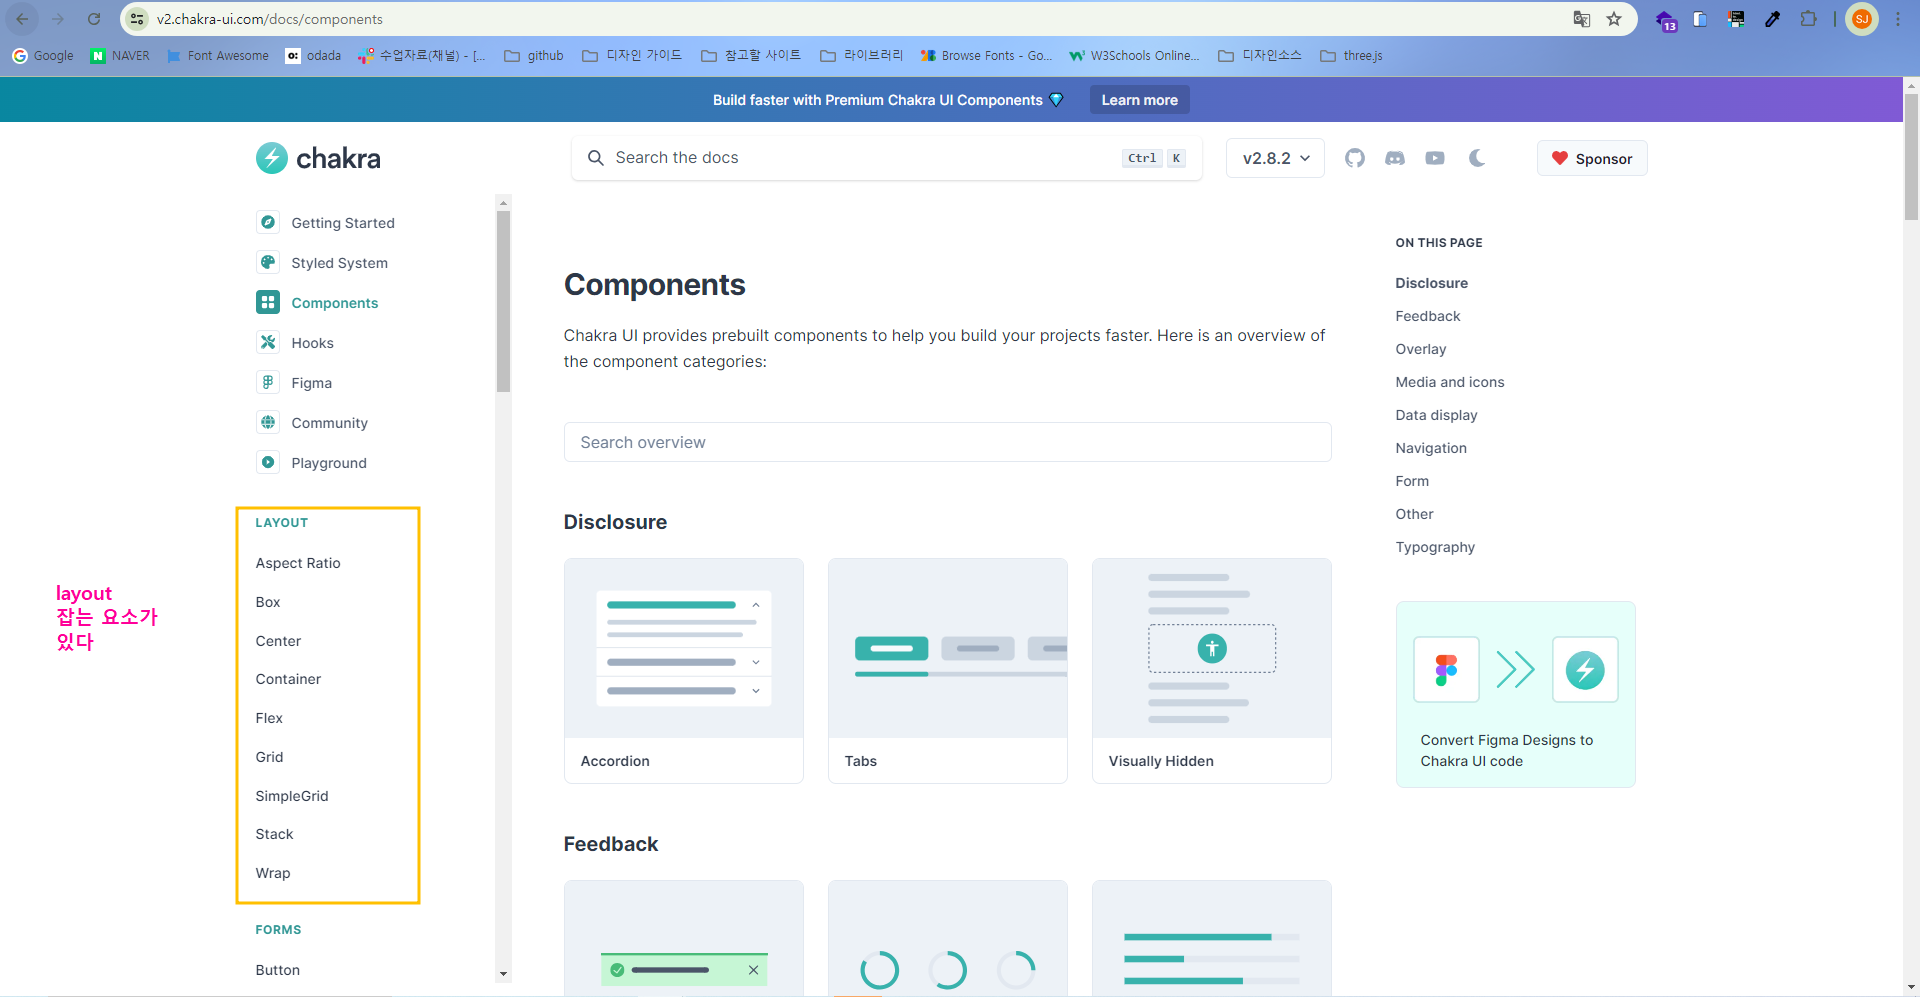 v2.chakra-ui.com/docs/components
13
SJ
Google
NAVER
Font Awesome
odada
수업자료(채널) - [...
github
디자인 가이드
참고할 사이트
라이브러리
Browse Fonts - Go...
W3Schools Online...
디자인소스
three.js
Build faster with Premium Chakra UI Components
Learn more
chakra
Search the docs
Ctrl K
v2.8.2
Sponsor
Getting Started
Styled System
Components
Hooks
Figma
Community
Playground
LAYOUT
Aspect Ratio
Box
Center
Container
Flex
Grid
SimpleGrid
Stack
Wrap
FORMS
Button
layout
잡는 요소가
있다
Components
Chakra UI provides prebuilt components to help you build your projects faster. Here is an overview of
the component categories:
Search overview
Disclosure
Accordion
Tabs
Visually Hidden
Feedback
ON THIS PAGE
Disclosure
Feedback
Overlay
Media and icons
Data display
Navigation
Form
Other
Typography
Convert Figma Designs to
Chakra UI code